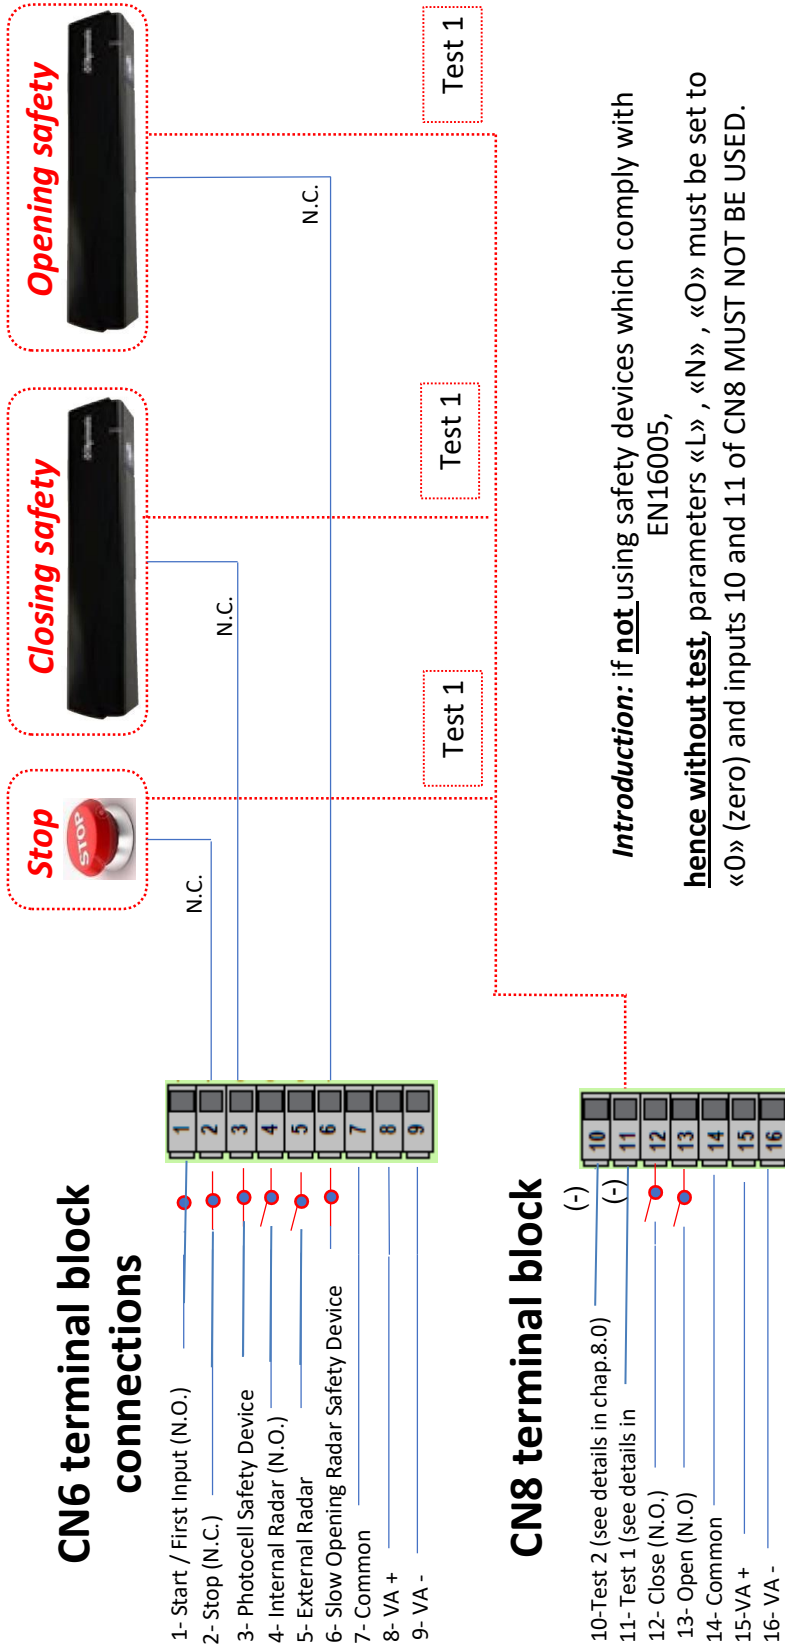 CN6 terminal block
connections
1- Start / First Input (N.O.)
2- Stop (N.C.)
3- Photocell Safety Device
4- Internal Radar (N.O.)
5- External Radar
6- Slow Opening Radar Safety Device
7- Common
8- VA +
9- VA -
1
2
3
4
5
6
7
8
9
Stop
STOP
Closing safety
Opening safety
N.C.
N.C.
N.C.
Test 1
Test 1
Test 1
CN8 terminal block
10-Test 2 (see details in chap.8.0)
11- Test 1 (see details in
12- Close (N.O.)
13- Open (N.O)
14- Common
15-VA +
16- VA -
(-)
(-)
10
11
12
13
14
15
16
Introduction: if not using safety devices which comply with
EN16005,
hence without test, parameters «L» , «N» , «O» must be set to
«0» (zero) and inputs 10 and 11 of CN8 MUST NOT BE USED.